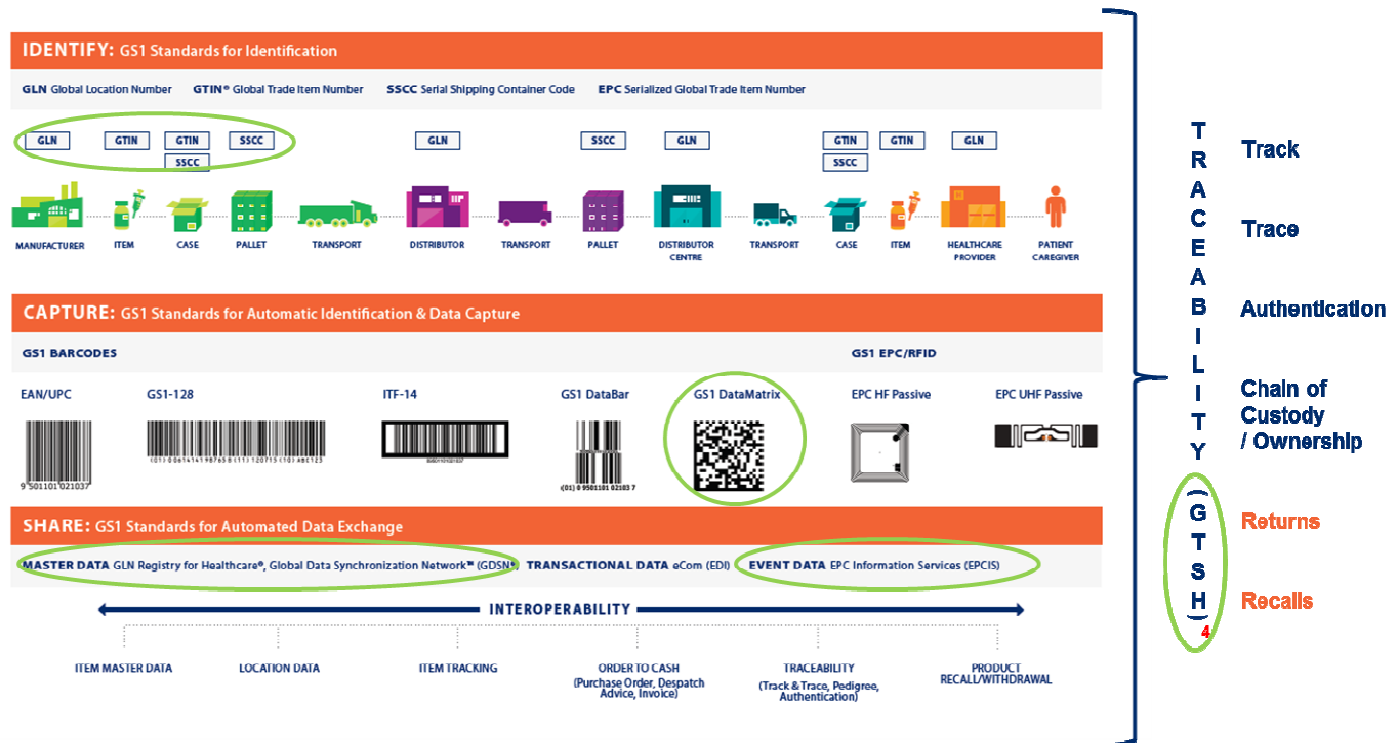 IDENTIFY: GS1 Standards for Identification
GLN Global Location Number GTIN® Global Trade Item Number SSCC Serial Shipping Container Code EPC Serialized Global Trade Item Number
GLN GTIN GTIN SSCC GLN SSCC GLN GTIN GTIN GLN
SSCC SSCC
MANUFACTURER ITEM CASE PALLET TRANSPORT DISTRIBUTOR TRANSPORT PALLET DISTRIBUTOR TRANSPORT CASE ITEM HEALTHCARE PATIENT
CENTRE PROVIDER CAREGIVER
CAPTURE: GS1 Standards for Automatic Identification & Data Capture
GS1 BARCODES GS1 EPC/RFID
EAN/UPC GS1-128 ITF-14 GS1 DataBar GS1 DataMatrix EPC HF Passive EPC UHF Passive
9 501101 021037
(01) 0 9501101 02103 7
SHARE: GS1 Standards for Automated Data Exchange
MASTER DATA GLN Registry for Healthcare®, Global Data Synchronization Network™ (GDSN®) TRANSACTIONAL DATA eCom (EDI) EVENT DATA EPC Information Services (EPCIS)
INTEROPERABILITY
ITEM MASTER DATA LOCATION DATA ITEM TRACKING ORDER TO CASH TRACEABILITY PRODUCT
(Purchase Order, Despatch (Track & Trace, Pedigree, RECALL/WITHDRAWAL
Advice, Invoice) Authentication)
TRACEABILITY (GTSH)
4
Track
Trace
Authentication
Chain of
Custody
/ Ownership
Returns
Recalls